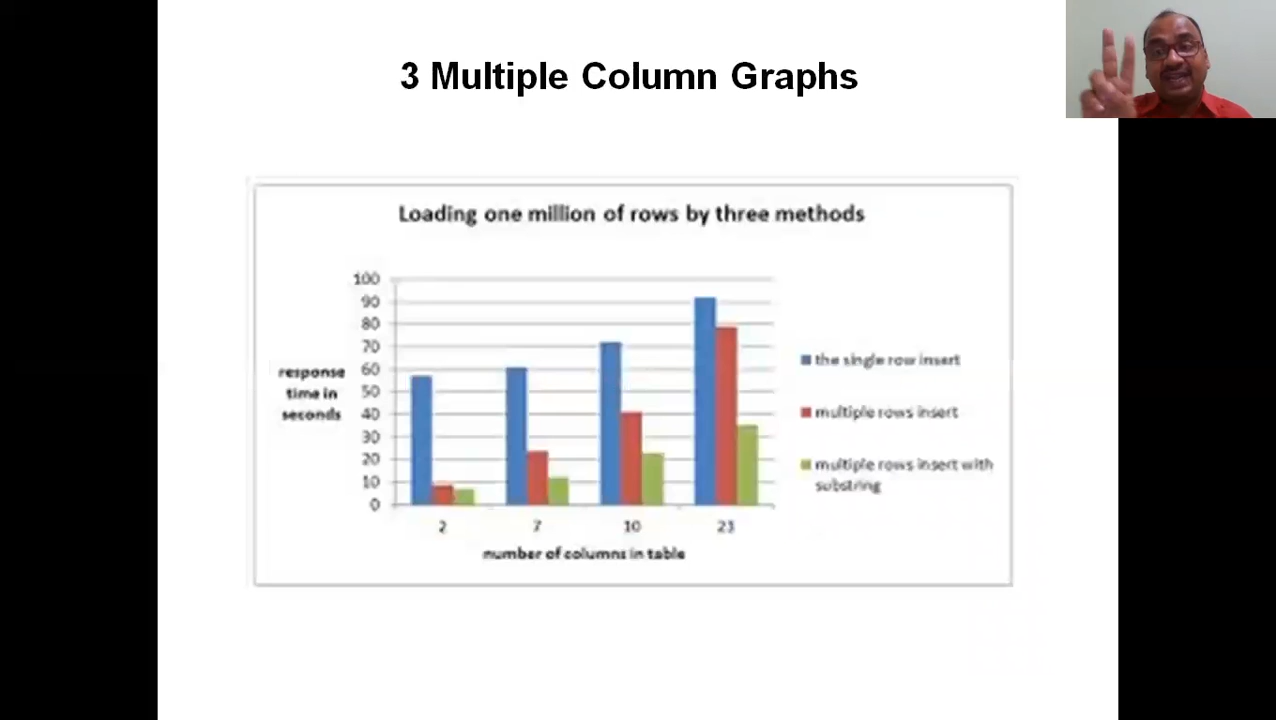 3 Multiple Column Graphs
Loading one million of rows by three methods
100
90
80
70
60
50
40
30
20
10
0
response
time in
seconds
2 7 10 23
number of columns in table
the single row insert
multiple rows insert
multiple rows insert with
substring